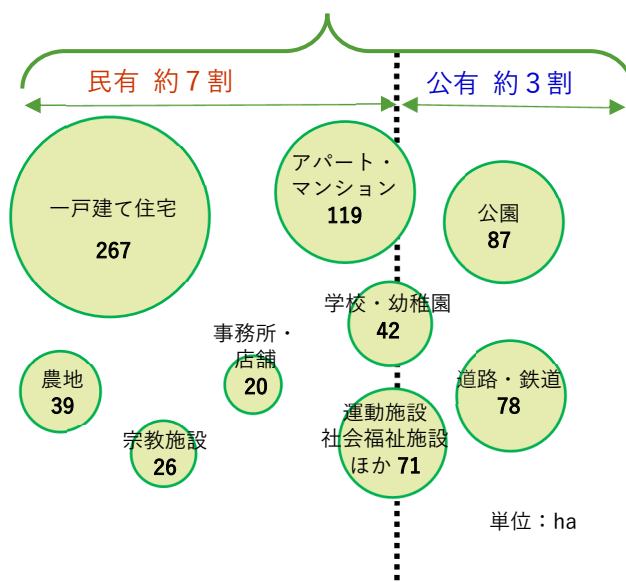 民有 約７割
公有 約３割
一戸建て住宅
267
アパート・
マンション
119
公園
87
学校・幼稚園
42
事務所・
店舗
20
農地
39
宗教施設
26
運動施設
社会福祉施設
ほか 71
道路・鉄道
78
単位：ha